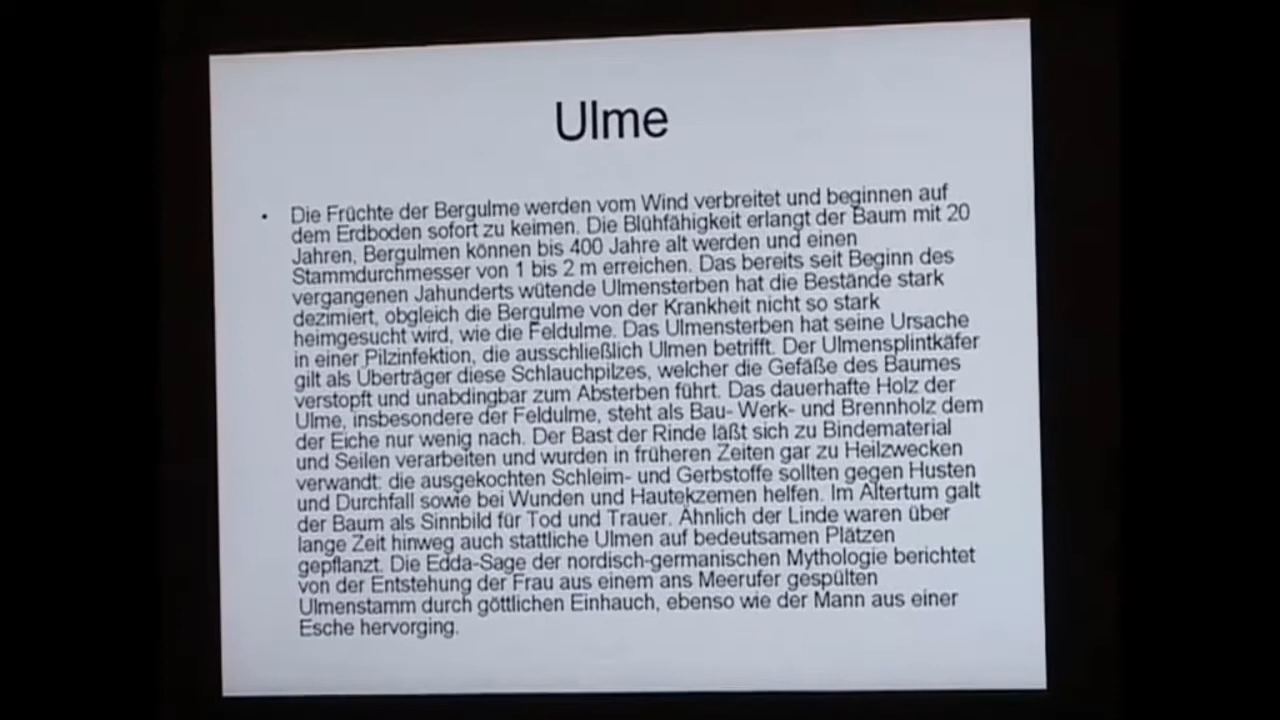 Ulme
• Die Früchte der Bergulme werden vom Wind verbreitet und beginnen auf
dem Erdboden sofort zu keimen. Die Blühfähigkeit erlangt der Baum mit 20
Jahren, Bergulmen können bis 400 Jahre alt werden und einen
Stammdurchmesser von 1 bis 2 m erreichen. Das bereits seit Beginn des
vergangenen Jahunderts wütende Ulmensterben hat die Bestände stark
dezimiert, obgleich die Bergulme von der Krankheit nicht so stark
heimgesucht wird, wie die Feldulme. Das Ulmensterben hat seine Ursache
in einer Pilzinfektion, die ausschließlich Ulmen betrifft. Der Ulmensplintkäfer
gilt als Überträger diese Schlauchpilzes, welcher die Gefäße des Baumes
verstopft und unabdingbar zum Absterben führt. Das dauerhafte Holz der
Ulme, insbesondere der Feldulme, steht als Bau- Werk- und Brennholz dem
der Eiche nur wenig nach. Der Bast der Rinde läßt sich zu Bindematerial
und Seilen verarbeiten und wurden in früheren Zeiten gar zu Heilzwecken
verwandt: die ausgekochten Schleim- und Gerbstoffe sollten gegen Husten
und Durchfall sowie bei Wunden und Hautekzemen helfen. Im Altertum galt
der Baum als Sinnbild für Tod und Trauer. Ähnlich der Linde waren über
lange Zeit hinweg auch stattliche Ulmen auf bedeutsamen Plätzen
gepflanzt. Die Edda-Sage der nordisch-germanischen Mythologie berichtet
von der Entstehung der Frau aus einem ans Meerufer gespülten
Ulmenstamm durch göttlichen Einhauch, ebenso wie der Mann aus einer
Esche hervorging.